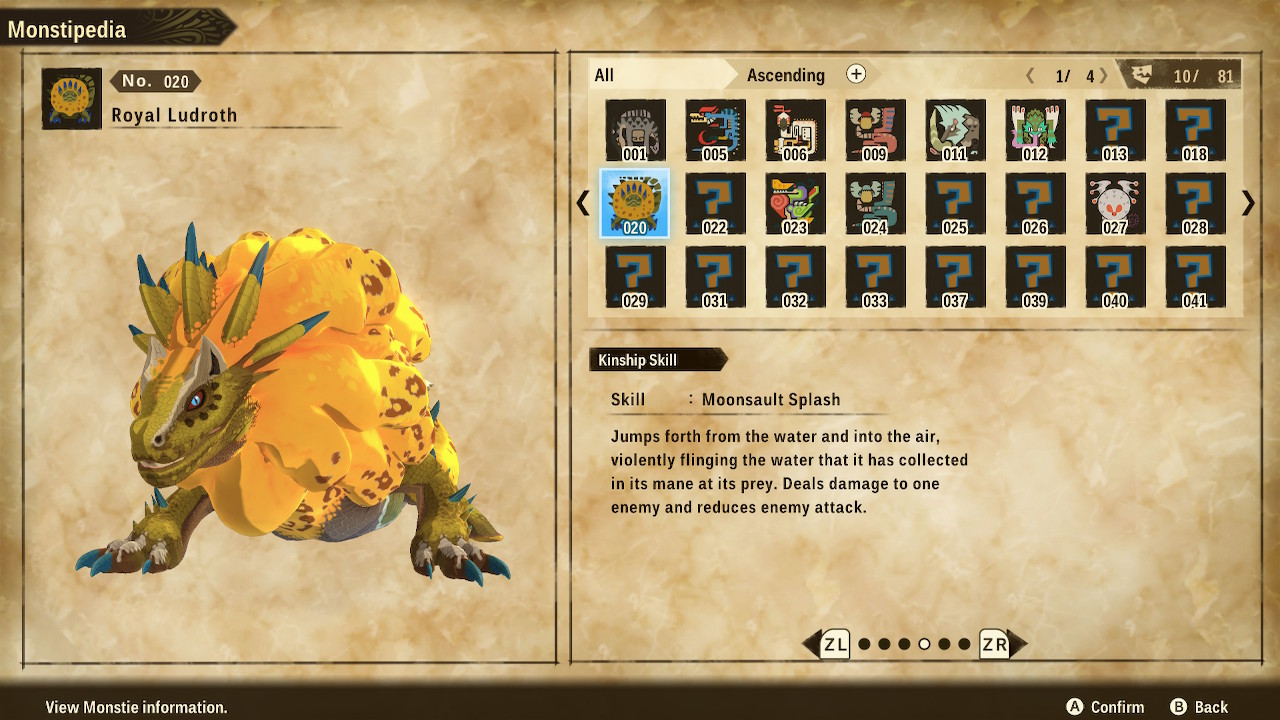 Monstipedia
No. 020
Royal Ludroth
All
Ascending
1/ 4
10/ 81
001 005 006 009 011 012 013 018
020 022 023 024 025 026 027 028
029 031 032 033 037 039 040 041
Kinship Skill
Skill : Moonsault Splash
Jumps forth from the water and into the air,
violently flinging the water that it has collected
in its mane at its prey. Deals damage to one
enemy and reduces enemy attack.
ZL ZR
View Monstie information.
A Confirm B Back